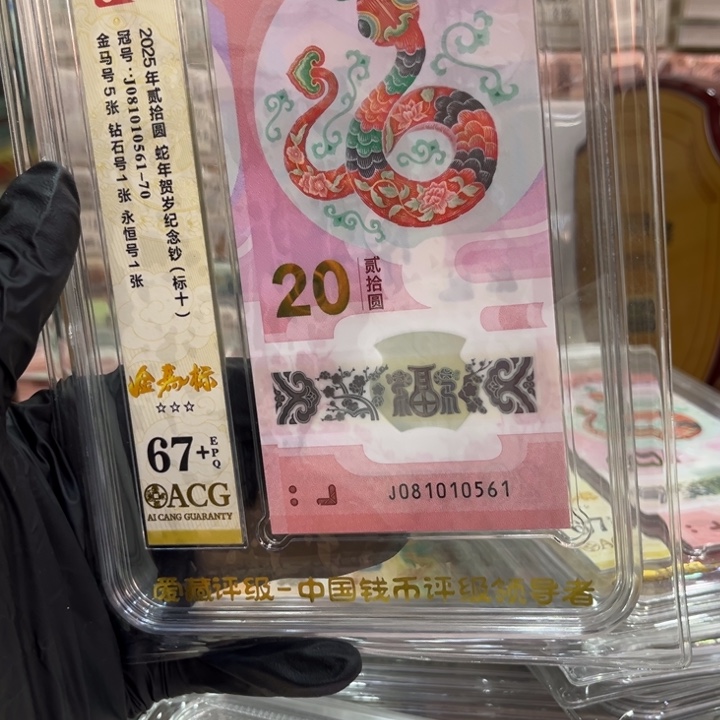 2025年贰拾圆 蛇年贺岁纪念钞(标十)
冠号:J081010561-70
金马号5张 钻石号1张 永恒号1张
金马标
☆☆☆
67+ EPQ
ACG
AI CANG GUARANTY
20 贰拾圆
福
J081010561
爱藏评级-中国钱币评级领导者